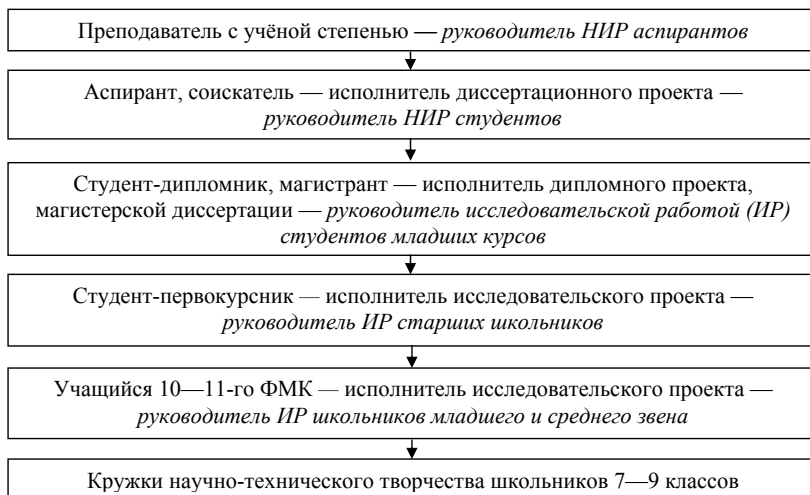 Преподаватель с учёной степенью — руководитель НИР аспирантов
Аспирант, соискатель — исполнитель диссертационного проекта —
руководитель НИР студентов
Студент-дипломник, магистрант — исполнитель дипломного проекта,
магистерской диссертации — руководитель исследовательской работой (ИР)
студентов младших курсов
Студент-первокурсник — исполнитель исследовательского проекта —
руководитель ИР старших школьников
Учащийся 10—11-го ФМК — исполнитель исследовательского проекта —
руководитель ИР школьников младшего и среднего звена
Кружки научно-технического творчества школьников 7—9 классов